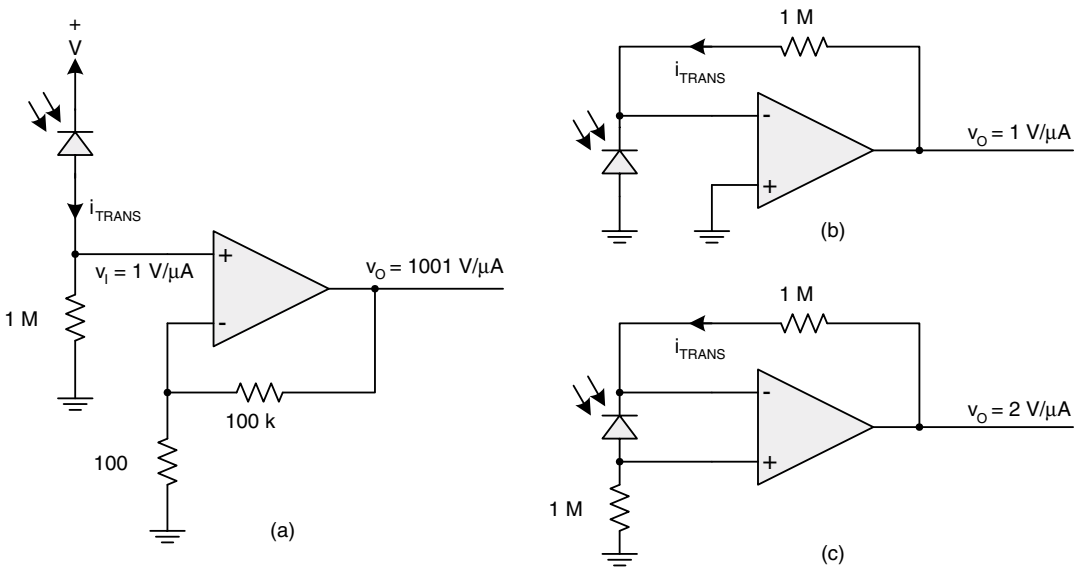 +
V
i_TRANS
v_I = 1 V/μA
1 M
+
-
v_O = 1001 V/μA
100 k
100
(a)
1 M
i_TRANS
-
+
v_O = 1 V/μA
(b)
1 M
i_TRANS
-
+
v_O = 2 V/μA
1 M
(c)